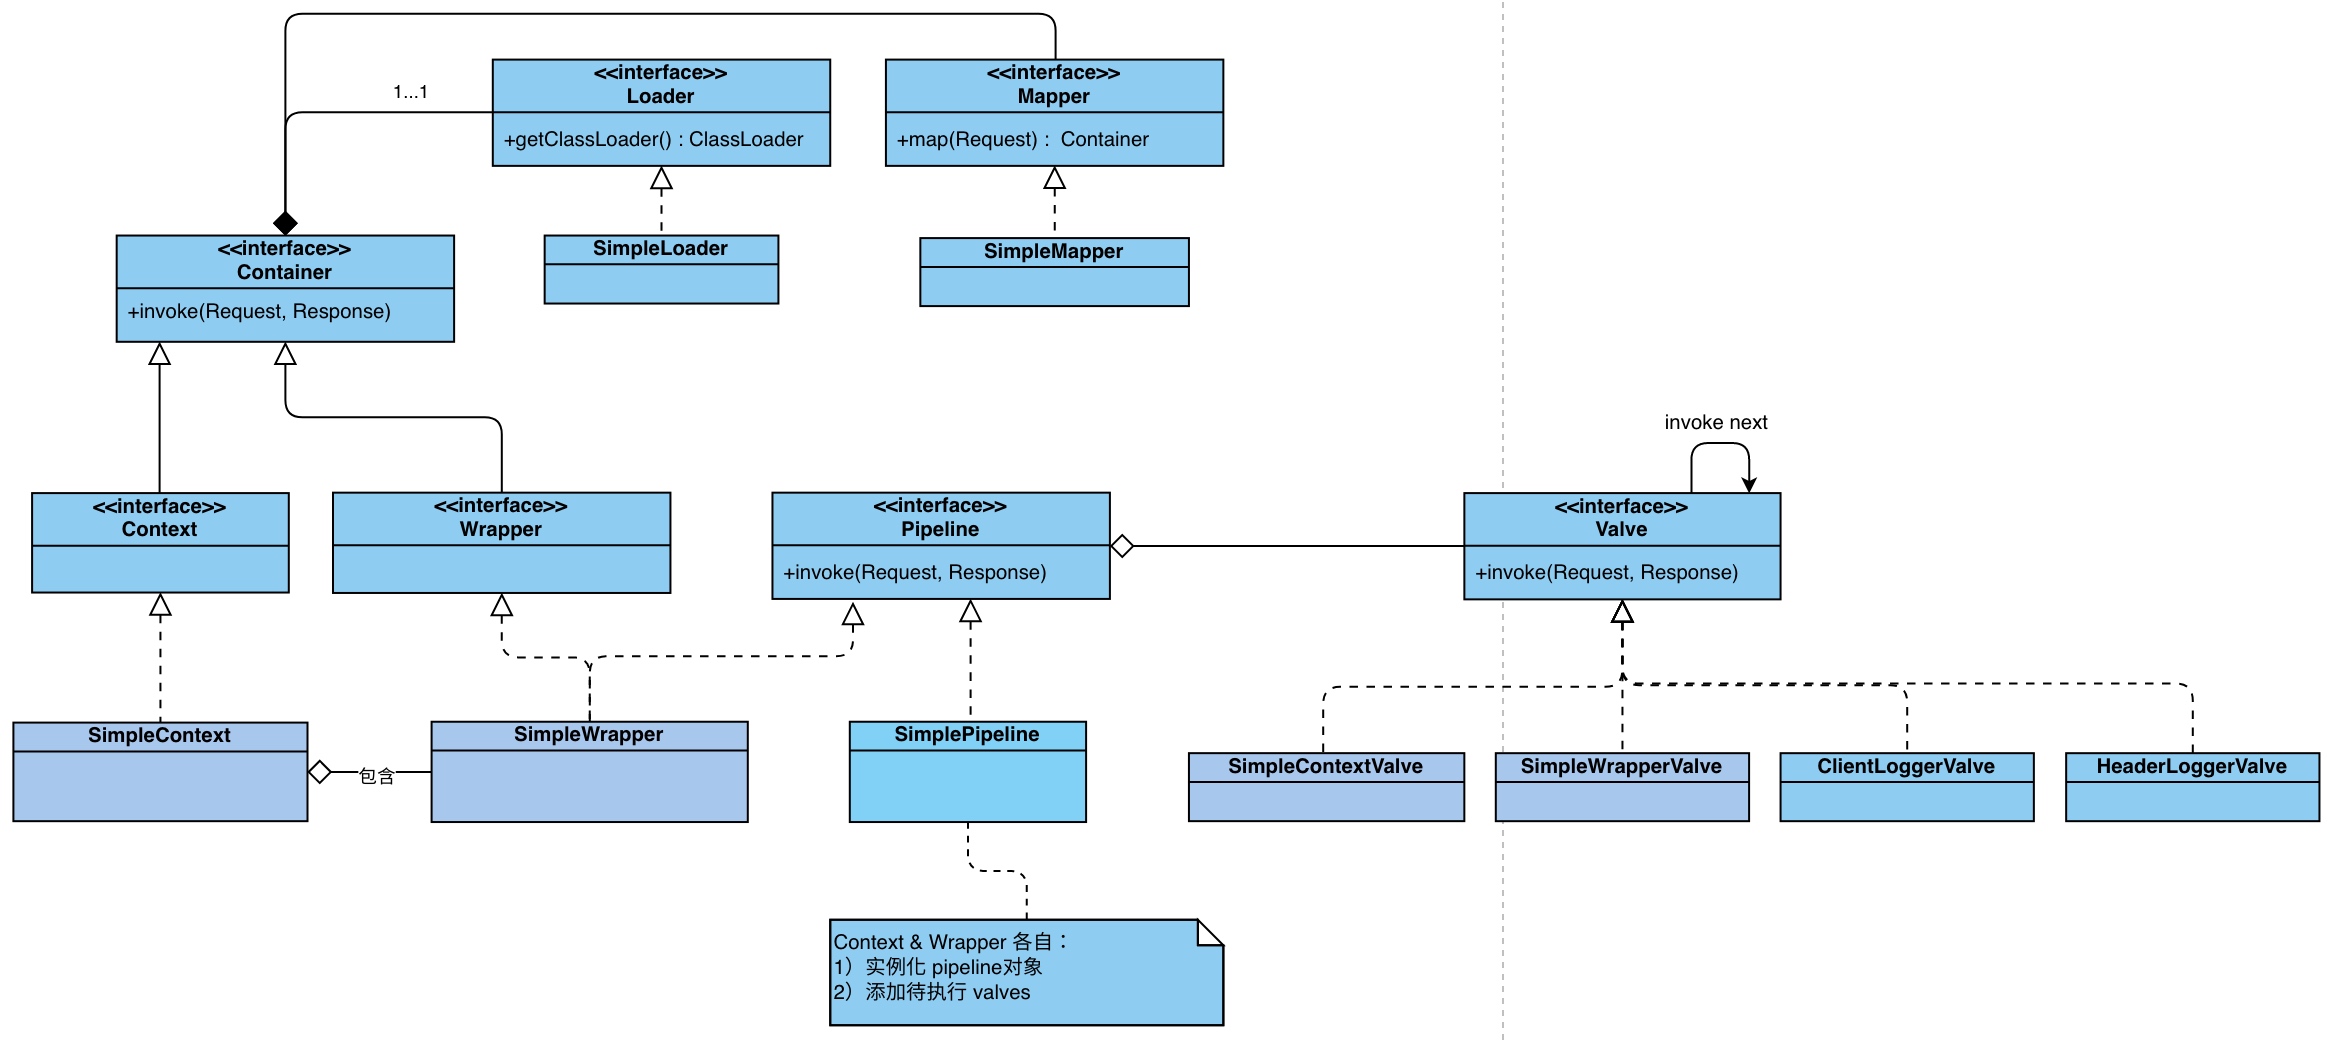 <<interface>>
Loader
+getClassLoader() : ClassLoader
<<interface>>
Mapper
+map(Request) :  Container
1...1
<<interface>>
Container
+invoke(Request, Response)
SimpleLoader
SimpleMapper
invoke next
<<interface>>
Context
<<interface>>
Wrapper
<<interface>>
Pipeline
+invoke(Request, Response)
<<interface>>
Valve
+invoke(Request, Response)
SimpleContext
包含
SimpleWrapper
SimplePipeline
SimpleContextValve
SimpleWrapperValve
ClientLoggerValve
HeaderLoggerValve
Context & Wrapper 各自：
1）实例化 pipeline对象
2）添加待执行 valves